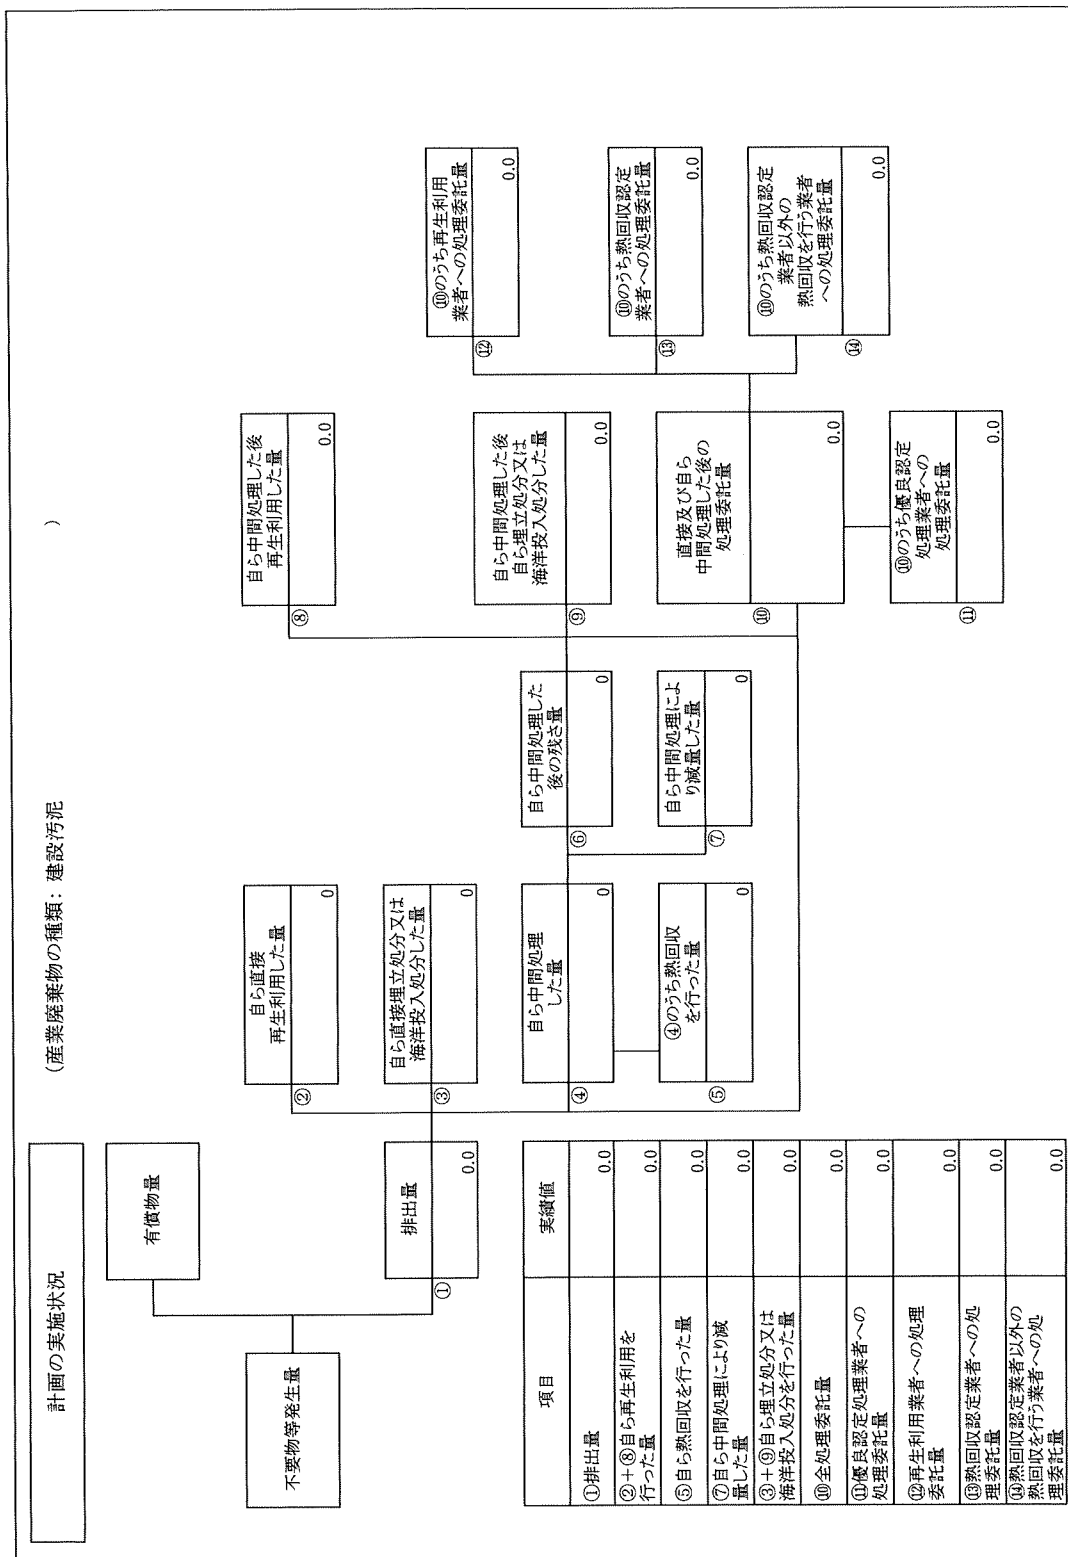 計画の実施状況
(産業廃棄物の種類： 建設汚泥
)
不要物等発生量
有償物量
排出量
①
0.0
自ら直接
再生利用した量
②
0
自ら直接埋立処分又は
海洋投入処分した量
③
0
自ら中間処理
した量
④
0
④のうち熱回収
を行った量
⑤
0
自ら中間処理した
後の残さ量
⑥
0
自ら中間処理によ
り減量した量
⑦
0
自ら中間処理した後
再生利用した量
⑧
0.0
自ら中間処理した後
自ら埋立処分又は
海洋投入処分した量
⑨
0.0
直接及び自ら
中間処理した後の
処理委託量
⑩
0.0
⑩のうち優良認定
処理業者への
処理委託量
⑪
0.0
⑩のうち再生利用
業者への処理委託量
⑫
0.0
⑩のうち熱回収認定
業者への処理委託量
⑬
0.0
⑩のうち熱回収認定
業者以外の
熱回収を行う業者
への処理委託量
⑭
0.0
項目 実績値
①排出量 0.0
②+⑧自ら再生利用を
行った量 0.0
⑤自ら熱回収を行った量 0.0
⑦自ら中間処理により減
量した量 0.0
③+⑨自ら埋立処分又は
海洋投入処分を行った量 0.0
⑩全処理委託量 0.0
⑪優良認定処理業者への
処理委託量 0.0
⑫再生利用業者への処理
委託量 0.0
⑬熱回収認定業者への処
理委託量 0.0
⑭熱回収認定業者以外の
熱回収を行う業者への処
理委託量 0.0